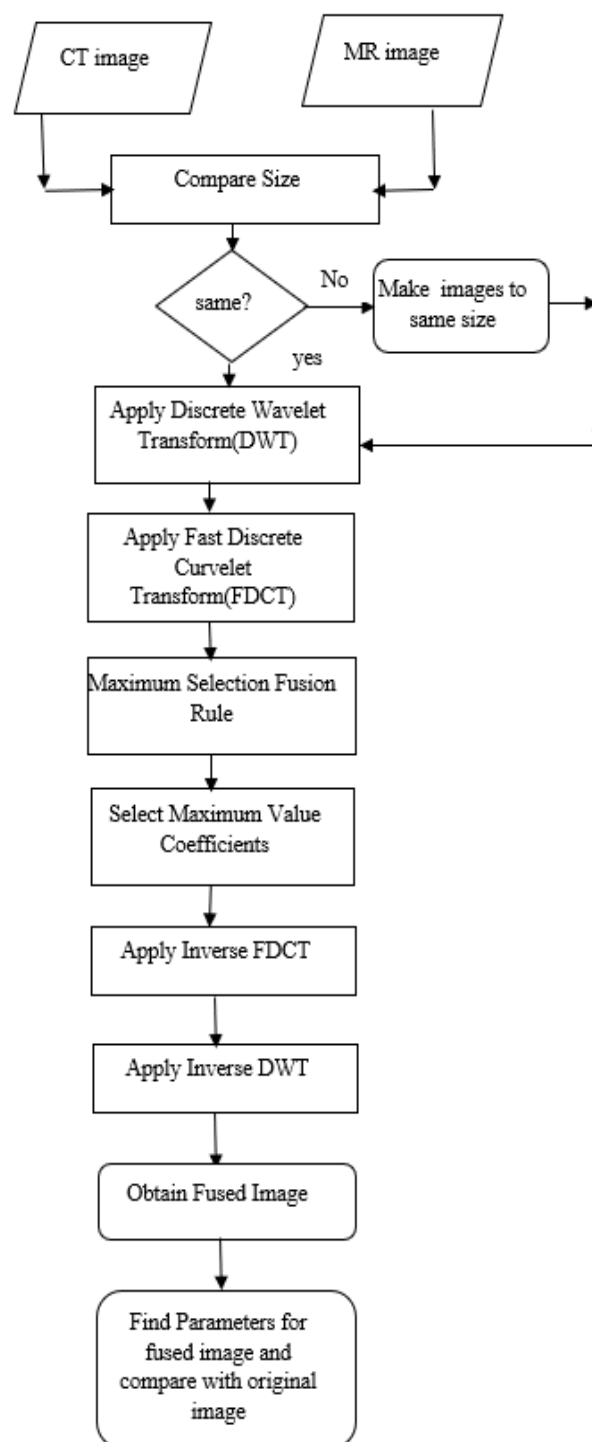 CT image
MR image
Compare Size
same?
No
Make images to
same size
yes
Apply Discrete Wavelet
Transform(DWT)
Apply Fast Discrete
Curvelet
Transform(FDCT)
Maximum Selection Fusion
Rule
Select Maximum Value
Coefficients
Apply Inverse FDCT
Apply Inverse DWT
Obtain Fused Image
Find Parameters for
fused image and
compare with original
image